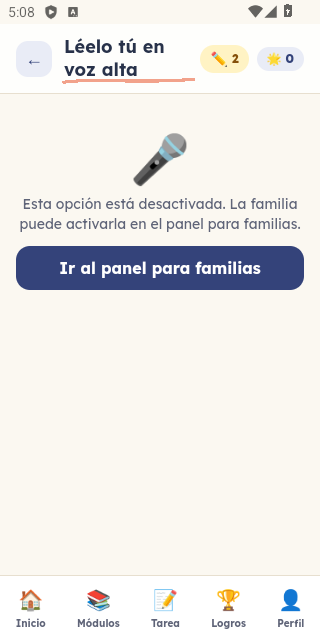 5:08
Léelo tú en
voz alta
2
0
Esta opción está desactivada. La familia
puede activarla en el panel para familias.
Ir al panel para familias
Inicio
Módulos
Tarea
Logros
Perfil